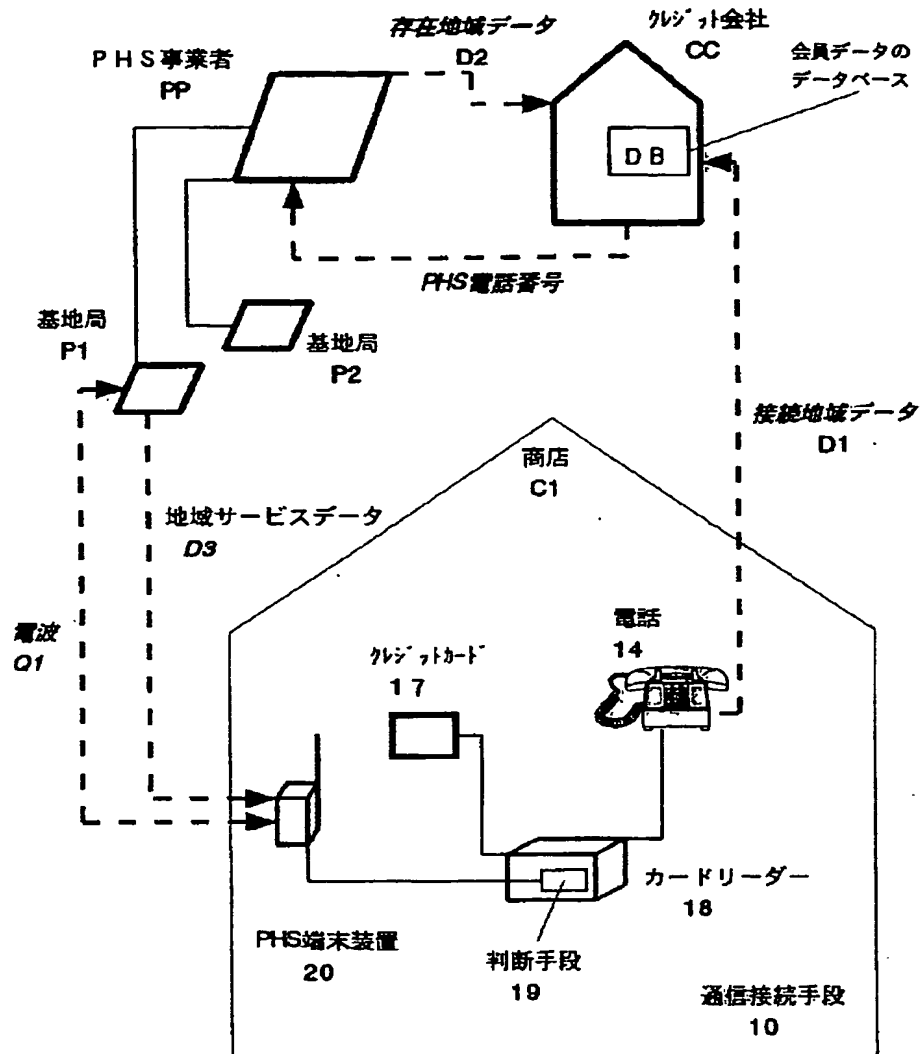 存在地域データ
D2
ｸﾚｼﾞｯﾄ会社
CC
会員データの
データベース
PHS事業者
PP
DB
PHS電話番号
基地局
P1
基地局
P2
接続地域データ
D1
商店
C1
地域サービスデータ
D3
電波
Q1
電話
14
ｸﾚｼﾞｯﾄｶｰﾄﾞ
17
カードリーダー
18
PHS端末装置
20
判断手段
19
通信接続手段
10